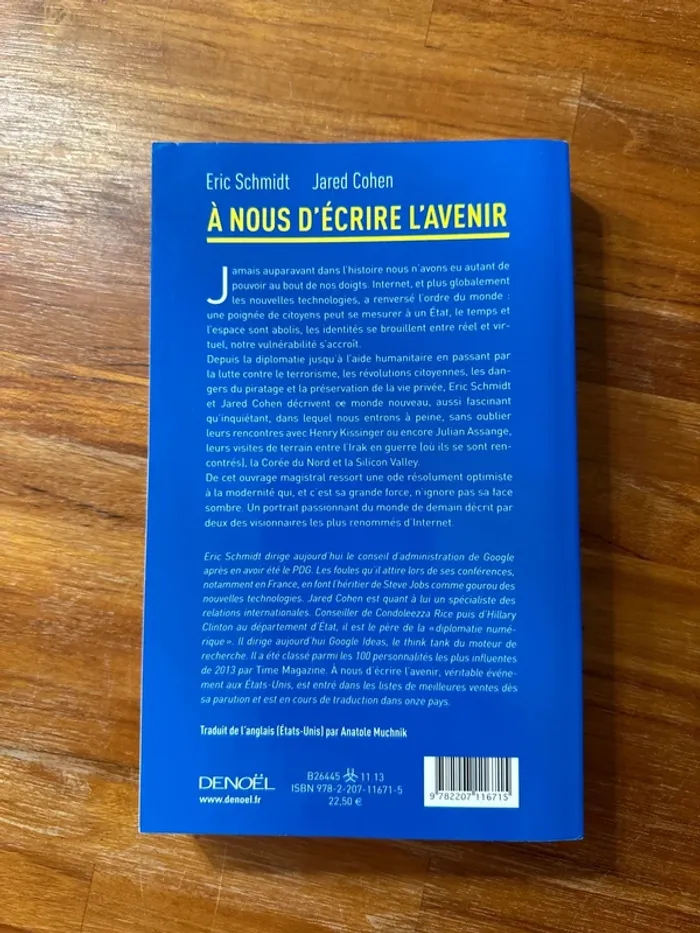 Eric Schmidt Jared Cohen
À NOUS D'ÉCRIRE L'AVENIR
Jamais auparavant dans l'histoire nous n'avons eu autant de
pouvoir au bout de nos doigts. Internet, et plus globalement
les nouvelles technologies, a renversé l'ordre du monde :
une poignée de citoyens peut se mesurer à un État, le temps et
l'espace sont abolis, les identités se brouillent entre réel et vir-
tuel, notre vulnérabilité s'accroît.
Depuis la diplomatie jusqu'à l'aide humanitaire en passant par
la lutte contre le terrorisme, les révolutions citoyennes, les dan-
gers du piratage et la préservation de la vie privée, Eric Schmidt
et Jared Cohen décrivent ce monde nouveau, aussi fascinant
qu'inquiétant, dans lequel nous entrons à peine, sans oublier
leurs rencontres avec Henry Kissinger ou encore Julian Assange,
leurs visites de terrain entre l'Irak en guerre (où ils se sont ren-
contrés), la Corée du Nord et la Silicon Valley.
De cet ouvrage magistral ressort une ode résolument optimiste
à la modernité qui, et c'est sa grande force, n'ignore pas sa face
sombre. Un portrait passionnant du monde de demain décrit par
deux des visionnaires les plus renommés d'Internet.
Eric Schmidt dirige aujourd'hui le conseil d'administration de Google
après en avoir été le PDG. Les foules qu'il attire lors de ses conférences,
notamment en France, en font l'héritier de Steve Jobs comme gourou des
nouvelles technologies. Jared Cohen est quant à lui un spécialiste des
relations internationales. Conseiller de Condoleezza Rice puis d'Hillary
Clinton au département d'État, il est le père de la « diplomatie numé-
rique ». Il dirige aujourd'hui Google Ideas, le think tank du moteur de
recherche. Il a été classé parmi les 100 personnalités les plus influentes
de 2013 par Time Magazine. À nous d'écrire l'avenir, véritable événe-
ment aux États-Unis, est entré dans les listes de meilleures ventes dès
sa parution et est en cours de traduction dans onze pays.
Traduit de l'anglais (États-Unis) par Anatole Muchnik
DENOËL
www.denoel.fr
B26445 11.13
ISBN 978-2-207-11671-5
22,50 €
9 782207 116715